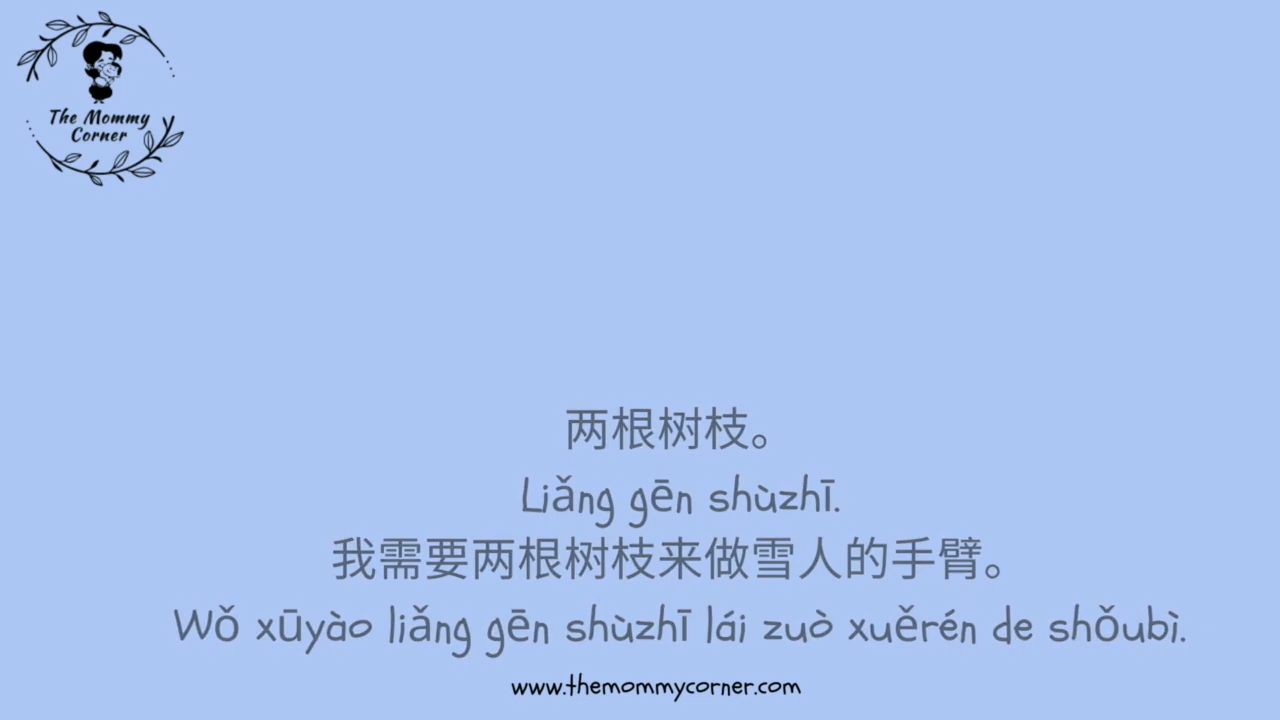 The Mommy
Corner
两根树枝。
Liǎng gēn shùzhī.
我需要两根树枝来做雪人的手臂。
Wǒ xūyào liǎng gēn shùzhī lái zuò xuěrén de shǒubì.
www.themommycorner.com